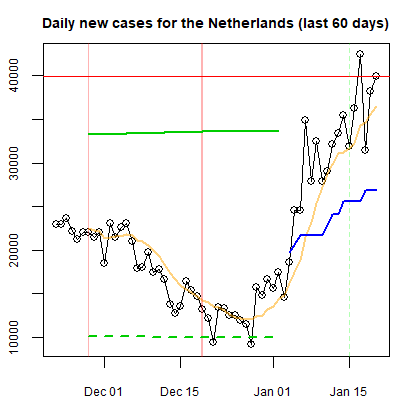 Daily new cases for the Netherlands (last 60 days)
40000
30000
20000
10000
Dec 01 Dec 15 Jan 01 Jan 15